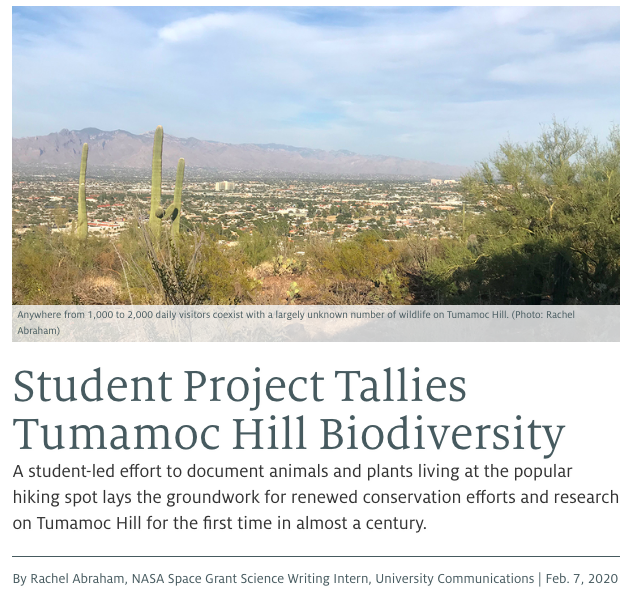 Anywhere from 1,000 to 2,000 daily visitors coexist with a largely unknown number of wildlife on Tumamoc Hill. (Photo: Rachel
Abraham)
Student Project Tallies
Tumamoc Hill Biodiversity
A student-led effort to document animals and plants living at the popular
hiking spot lays the groundwork for renewed conservation efforts and research
on Tumamoc Hill for the first time in almost a century.
By Rachel Abraham, NASA Space Grant Science Writing Intern, University Communications | Feb. 7, 2020